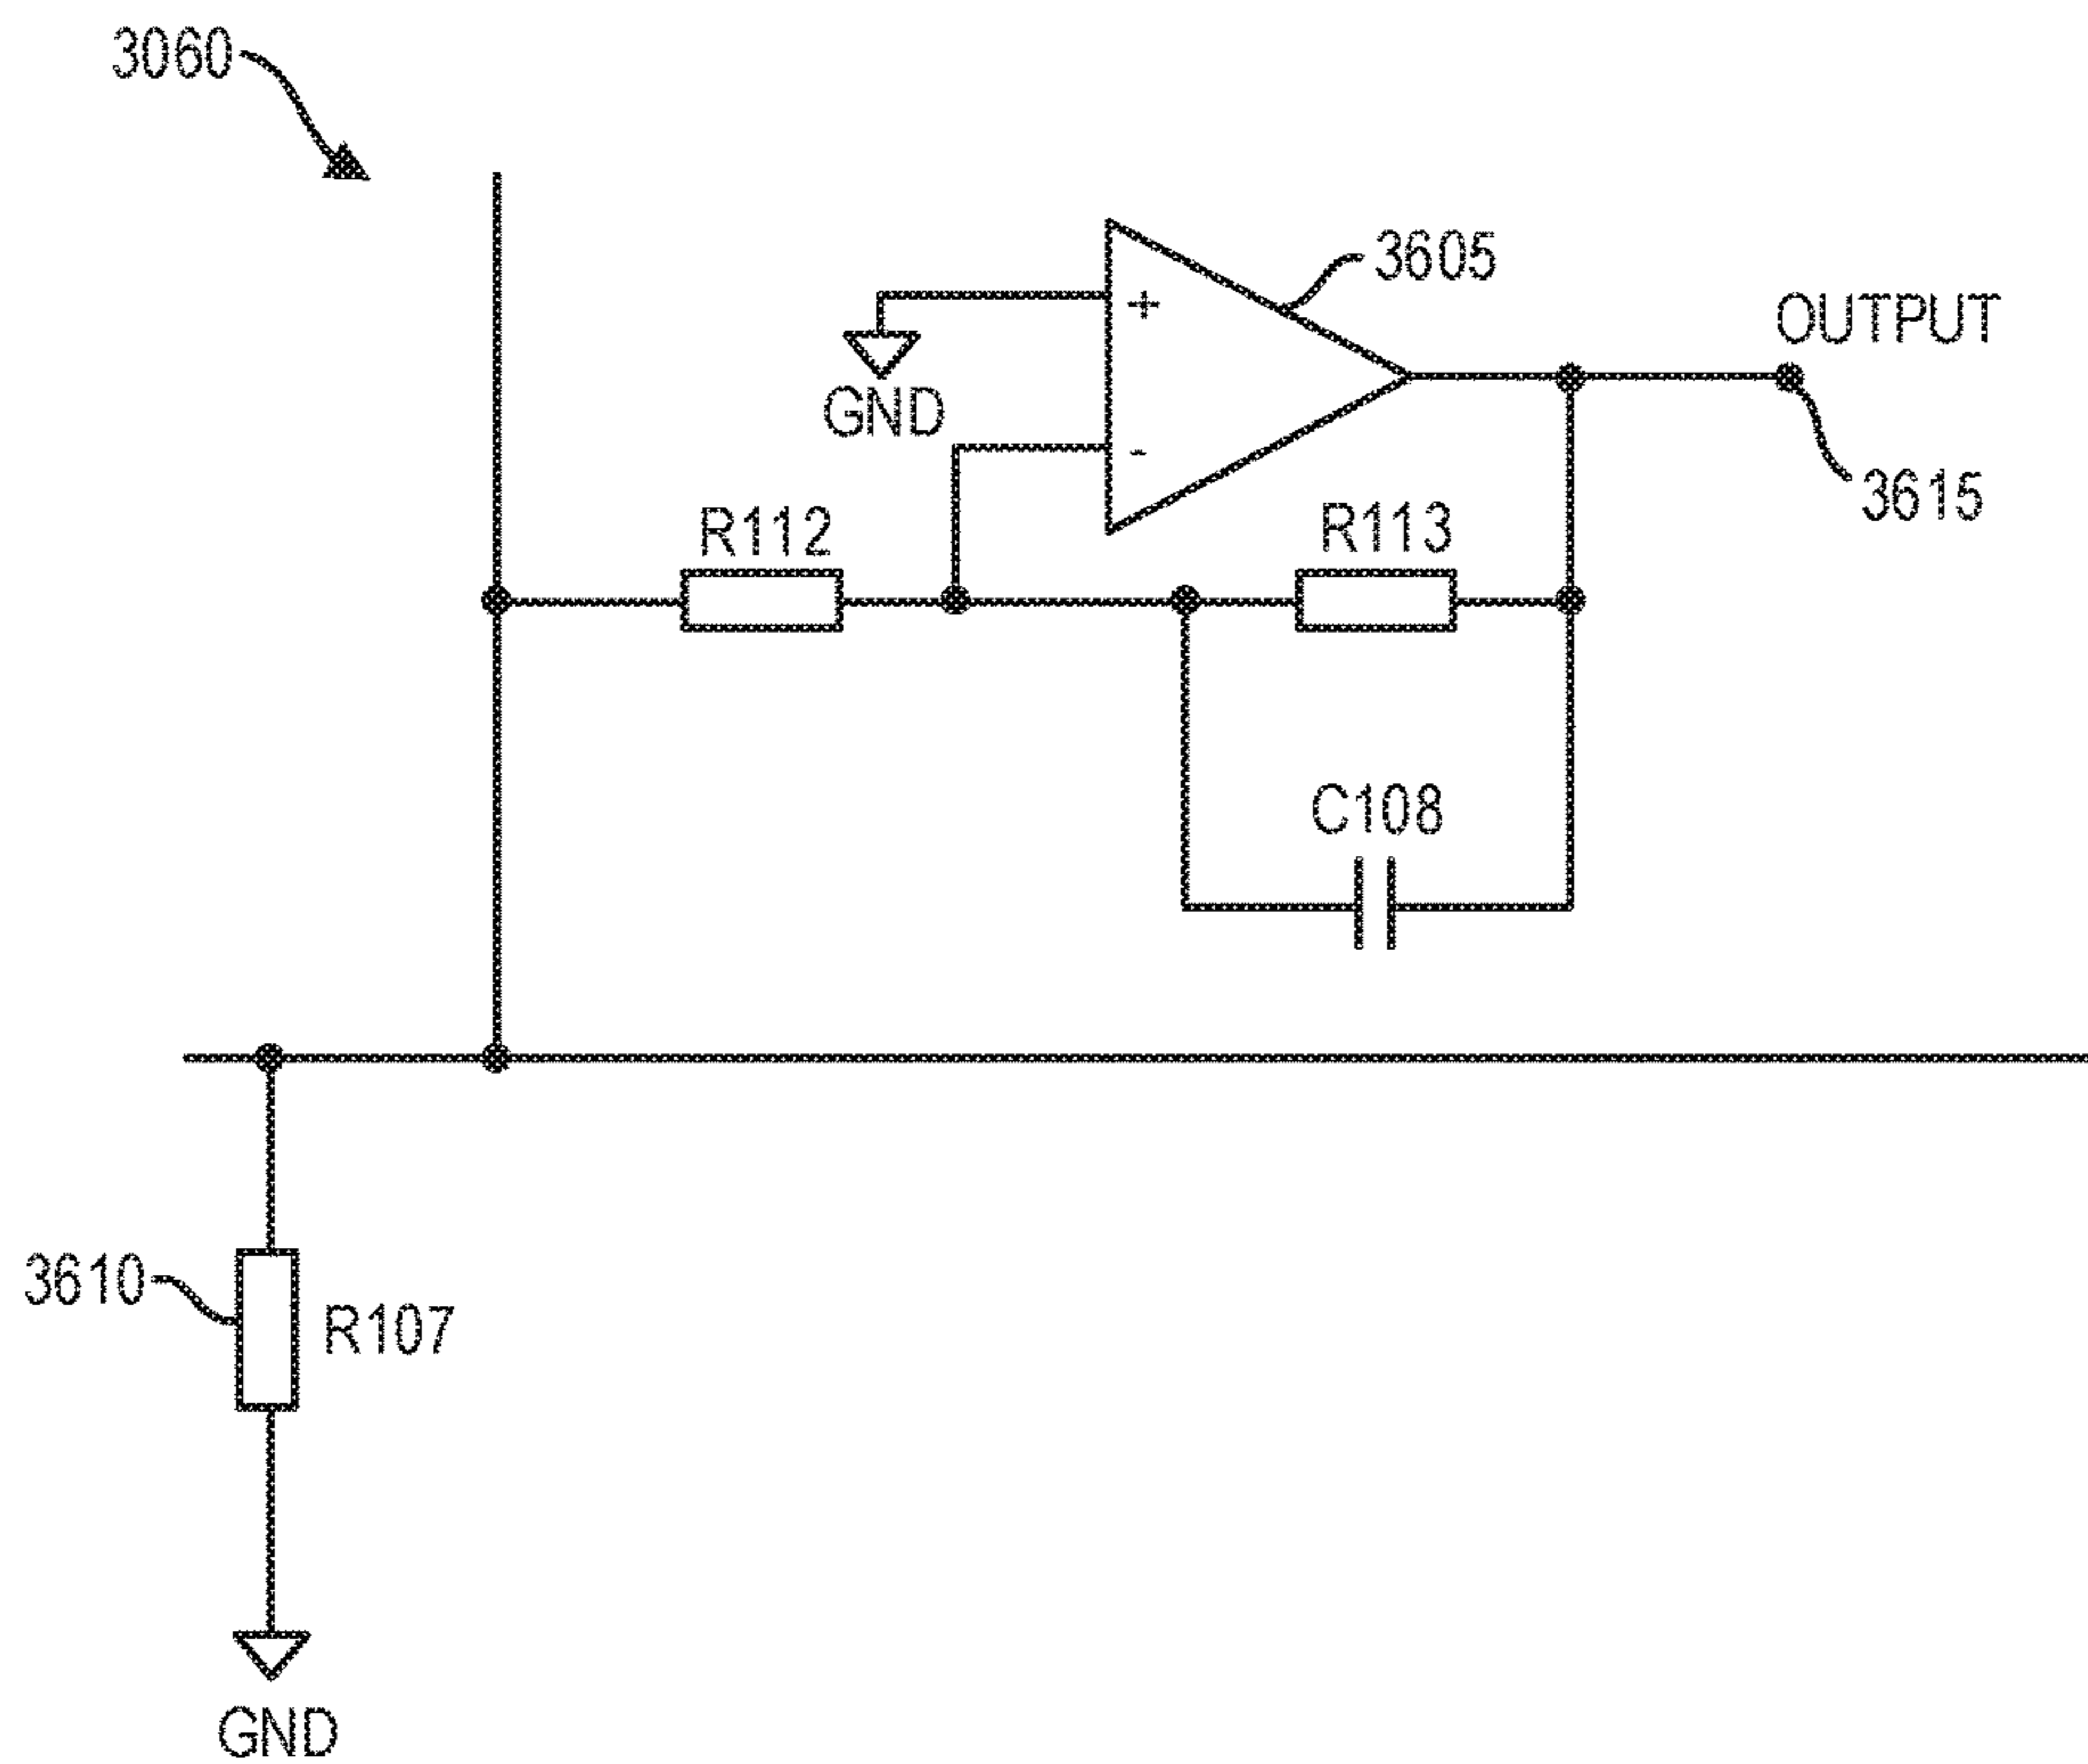 3060
3605
OUTPUT
+
GND
-
3615
R112
R113
C108
3610
R107
GND